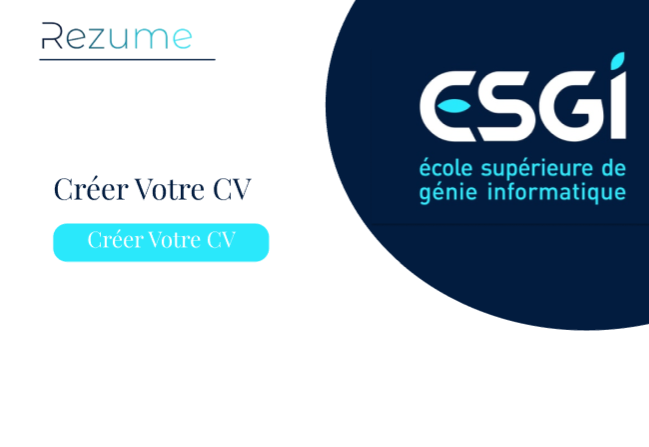 Rezume
ESGI
école supérieure de
génie informatique
Créer Votre CV
Créer Votre CV